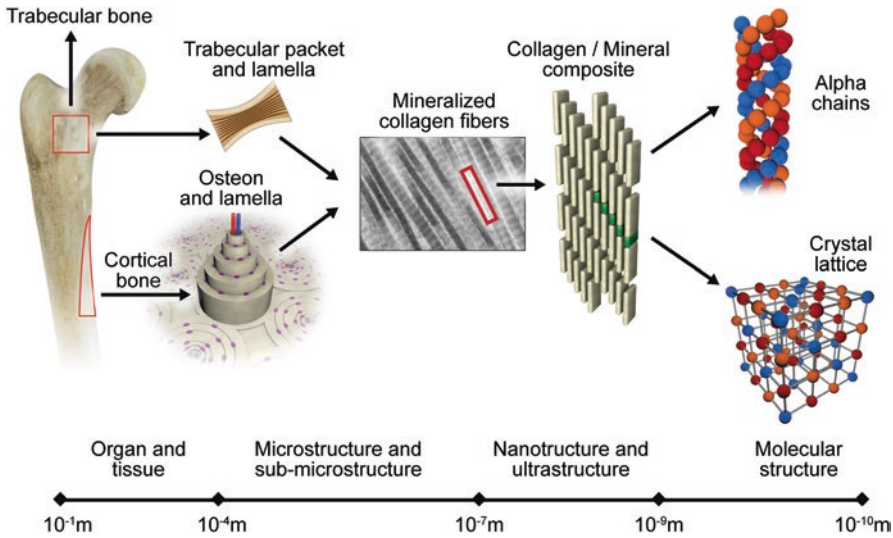 Trabecular bone
Trabecular packet
and lamella
Collagen / Mineral
composite
Alpha
chains
Mineralized
collagen fibers
Osteon
and lamella
Cortical
bone
Crystal
lattice
Organ and
tissue
Microstructure and
sub-microstructure
Nanotructure and
ultrastructure
Molecular
structure
10⁻¹m
10⁻⁴m
10⁻⁷m
10⁻⁹m
10⁻¹⁰m